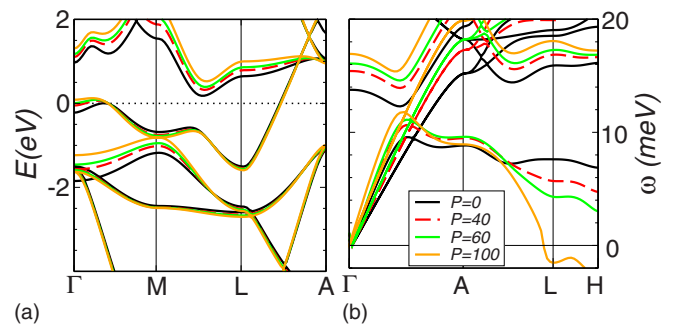 2
0
-2
E(eV)
Γ
M
L
A
(a)
20
10
0
ω (meV)
P=0
P=40
P=60
P=100
Γ
A
L
H
(b)